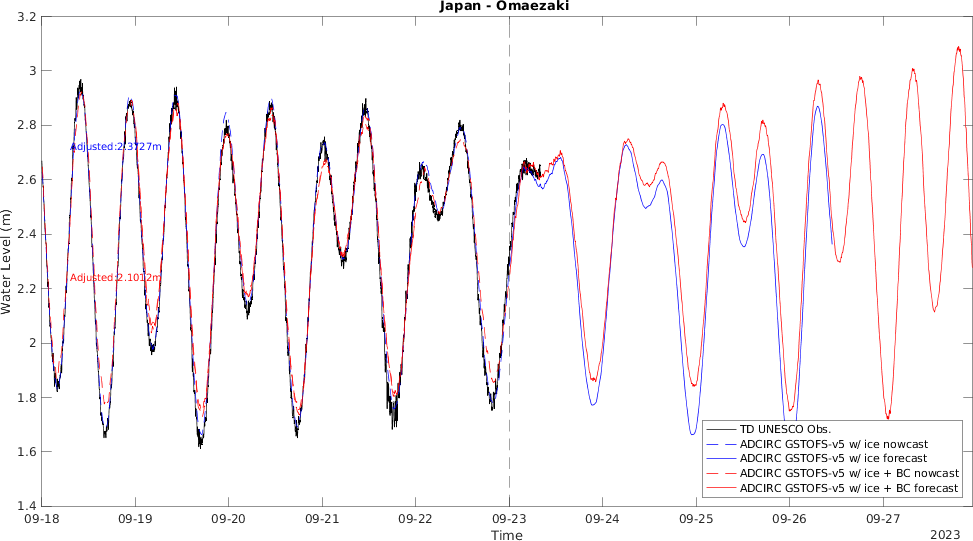 Japan - Omaezaki
3.2
3
2.8
2.6
2.4
2.2
2
1.8
1.6
1.4
Water Level (m)
Adjusted:2.3727m
Adjusted:2.1012m
TD UNESCO Obs.
ADCIRC GSTOFS-v5 w/ ice nowcast
ADCIRC GSTOFS-v5 w/ ice forecast
ADCIRC GSTOFS-v5 w/ ice + BC nowcast
ADCIRC GSTOFS-v5 w/ ice + BC forecast
09-18 09-19 09-20 09-21 09-22 09-23 09-24 09-25 09-26 09-27
Time
2023